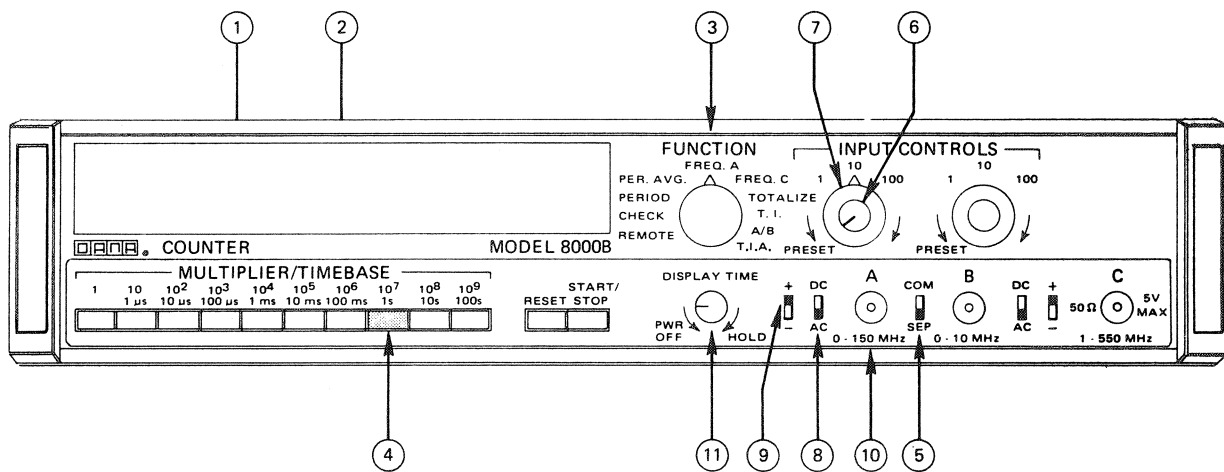 1 2 3 7 6
FUNCTION INPUT CONTROLS
FREQ. A 10 10
PER. AVG. FREQ. C 1 100 1 100
PERIOD TOTALIZE
CHECK T. I.
REMOTE A/B
T.I.A. PRESET PRESET
DANA® COUNTER MODEL 8000B
MULTIPLIER/TIMEBASE
1 10 10² 10³ 10⁴ 10⁵ 10⁶ 10⁷ 10⁸ 10⁹
1 µs 10 µs 100 µs 1 ms 10 ms 100 ms 1s 10s 100s
RESET START/
STOP
DISPLAY TIME
PWR
OFF HOLD
+ DC A COM B DC + C
− AC SEP AC − 50Ω 5V
MAX
0 - 150 MHz 0 - 10 MHz 1 - 550 MHz
4 11 9 8 10 5